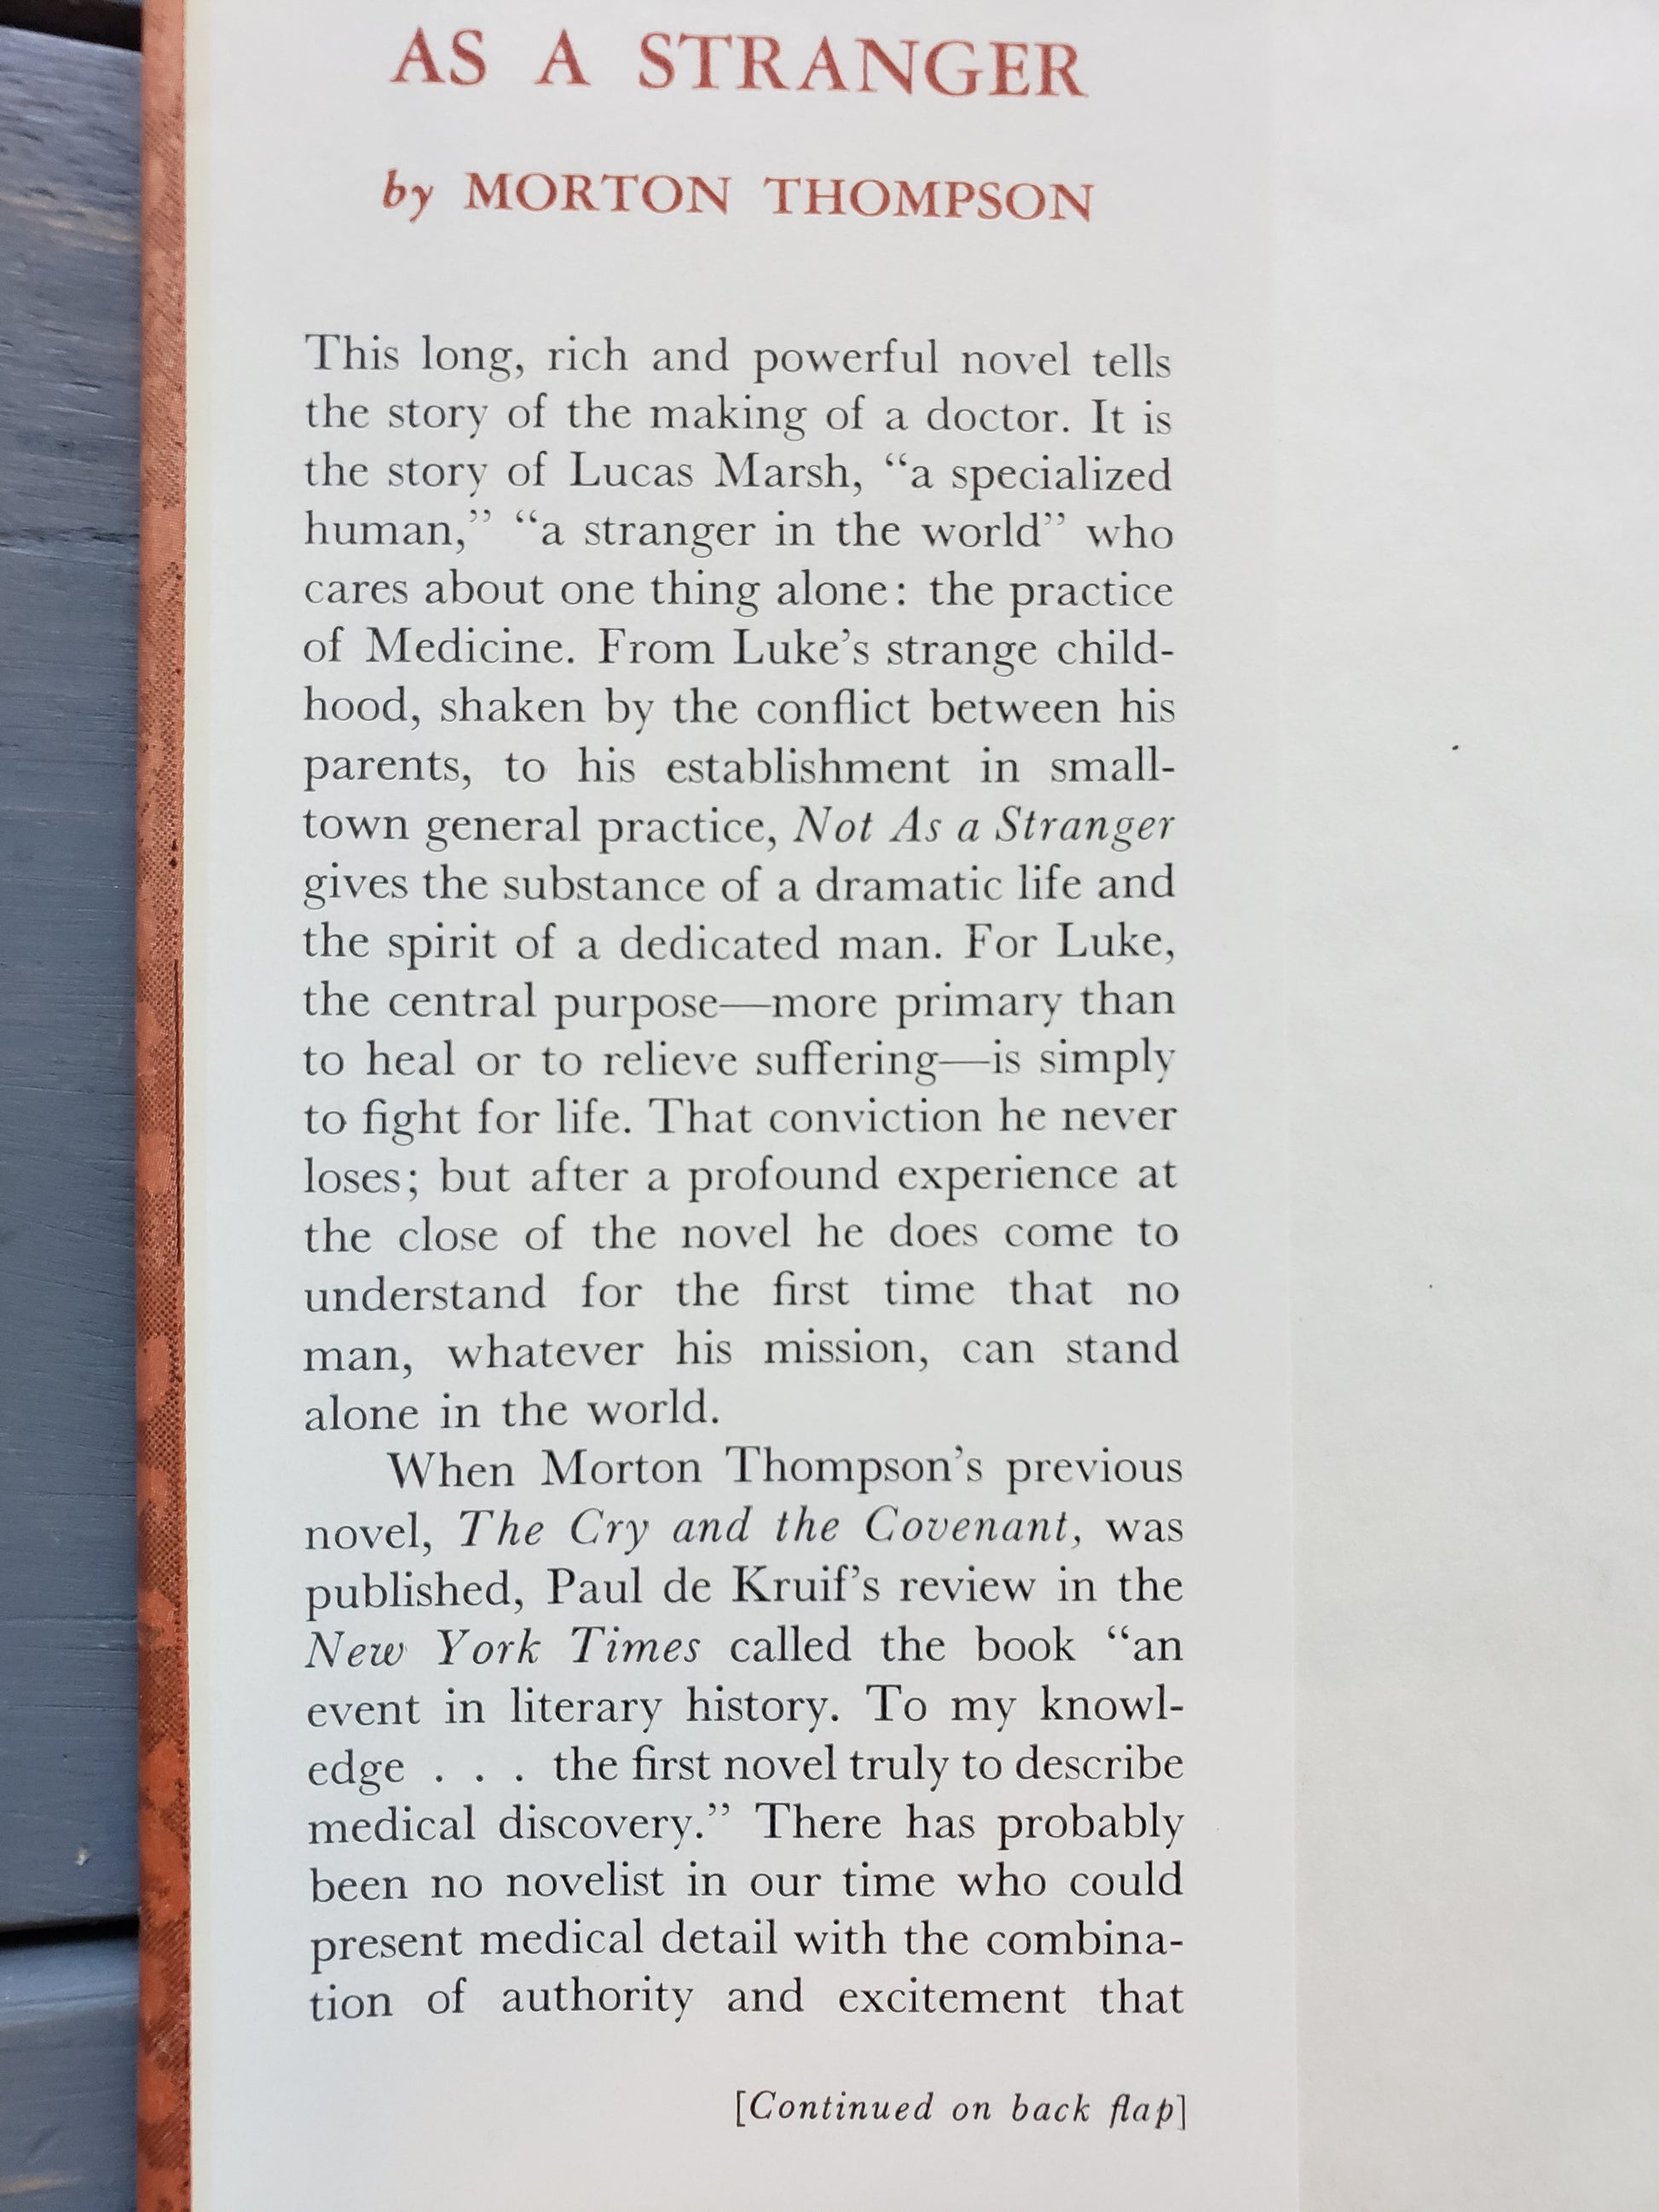 AS A STRANGER
by MORTON THOMPSON
This long, rich and powerful novel tells
the story of the making of a doctor. It is
the story of Lucas Marsh, “a specialized
human,” “a stranger in the world” who
cares about one thing alone: the practice
of Medicine. From Luke’s strange child-
hood, shaken by the conflict between his
parents, to his establishment in small-
town general practice, Not As a Stranger
gives the substance of a dramatic life and
the spirit of a dedicated man. For Luke,
the central purpose—more primary than
to heal or to relieve suffering—is simply
to fight for life. That conviction he never
loses; but after a profound experience at
the close of the novel he does come to
understand for the first time that no
man, whatever his mission, can stand
alone in the world.
When Morton Thompson’s previous
novel, The Cry and the Covenant, was
published, Paul de Kruif’s review in the
New York Times called the book “an
event in literary history. To my knowl-
edge . . . the first novel truly to describe
medical discovery.” There has probably
been no novelist in our time who could
present medical detail with the combina-
tion of authority and excitement that
[Continued on back flap]